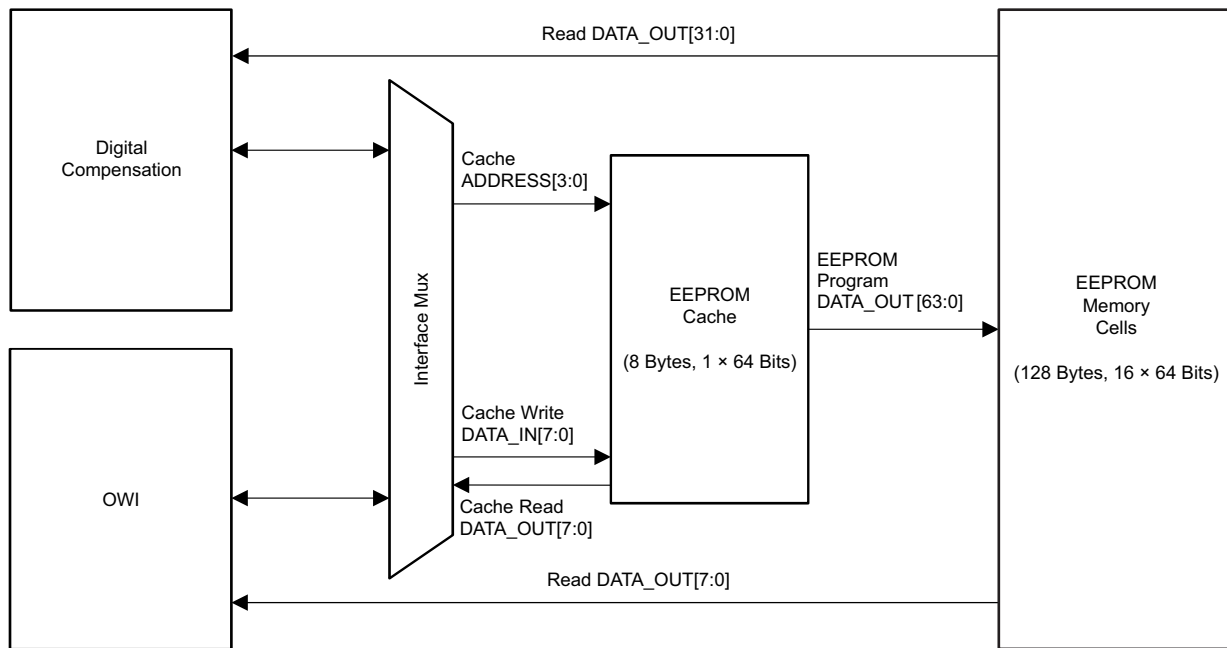 Read DATA_OUT[31:0]
Digital
Compensation
Cache
ADDRESS[3:0]
Interface Mux
EEPROM
Cache
(8 Bytes, 1 × 64 Bits)
EEPROM
Program
DATA_OUT[63:0]
EEPROM
Memory
Cells
(128 Bytes, 16 × 64 Bits)
Cache Write
DATA_IN[7:0]
OWI
Cache Read
DATA_OUT[7:0]
Read DATA_OUT[7:0]